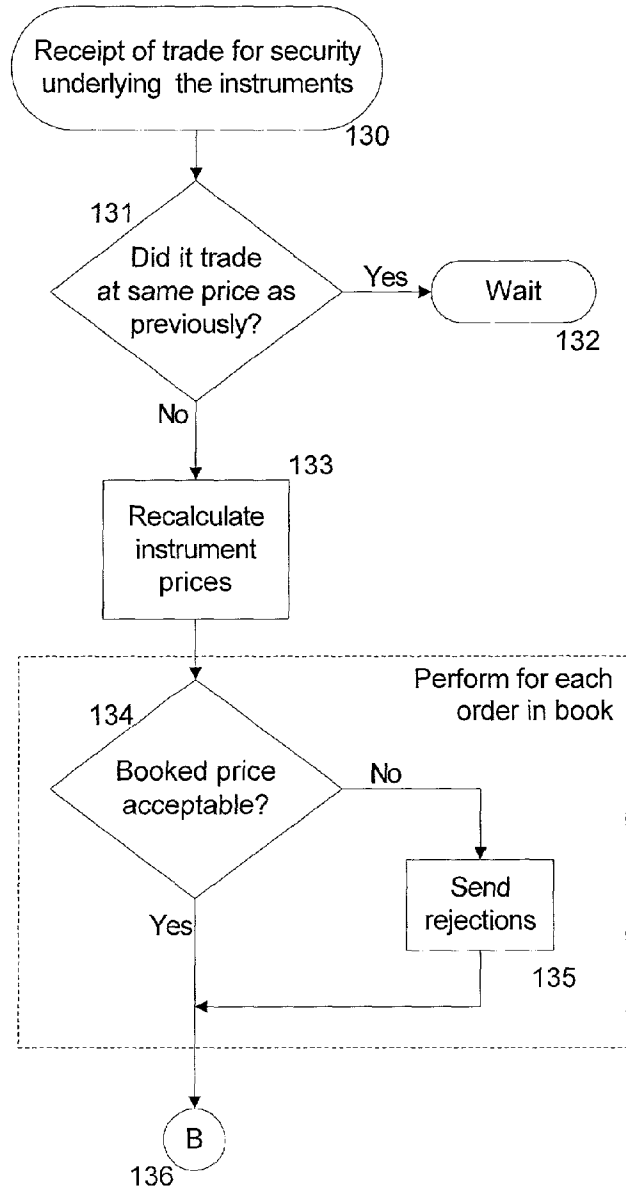 Receipt of trade for security
underlying the instruments
130
131
Did it trade
at same price as
previously?
Yes
Wait
132
No
133
Recalculate
instrument
prices
Perform for each
order in book
134
Booked price
acceptable?
No
Send
rejections
Yes
135
B
136